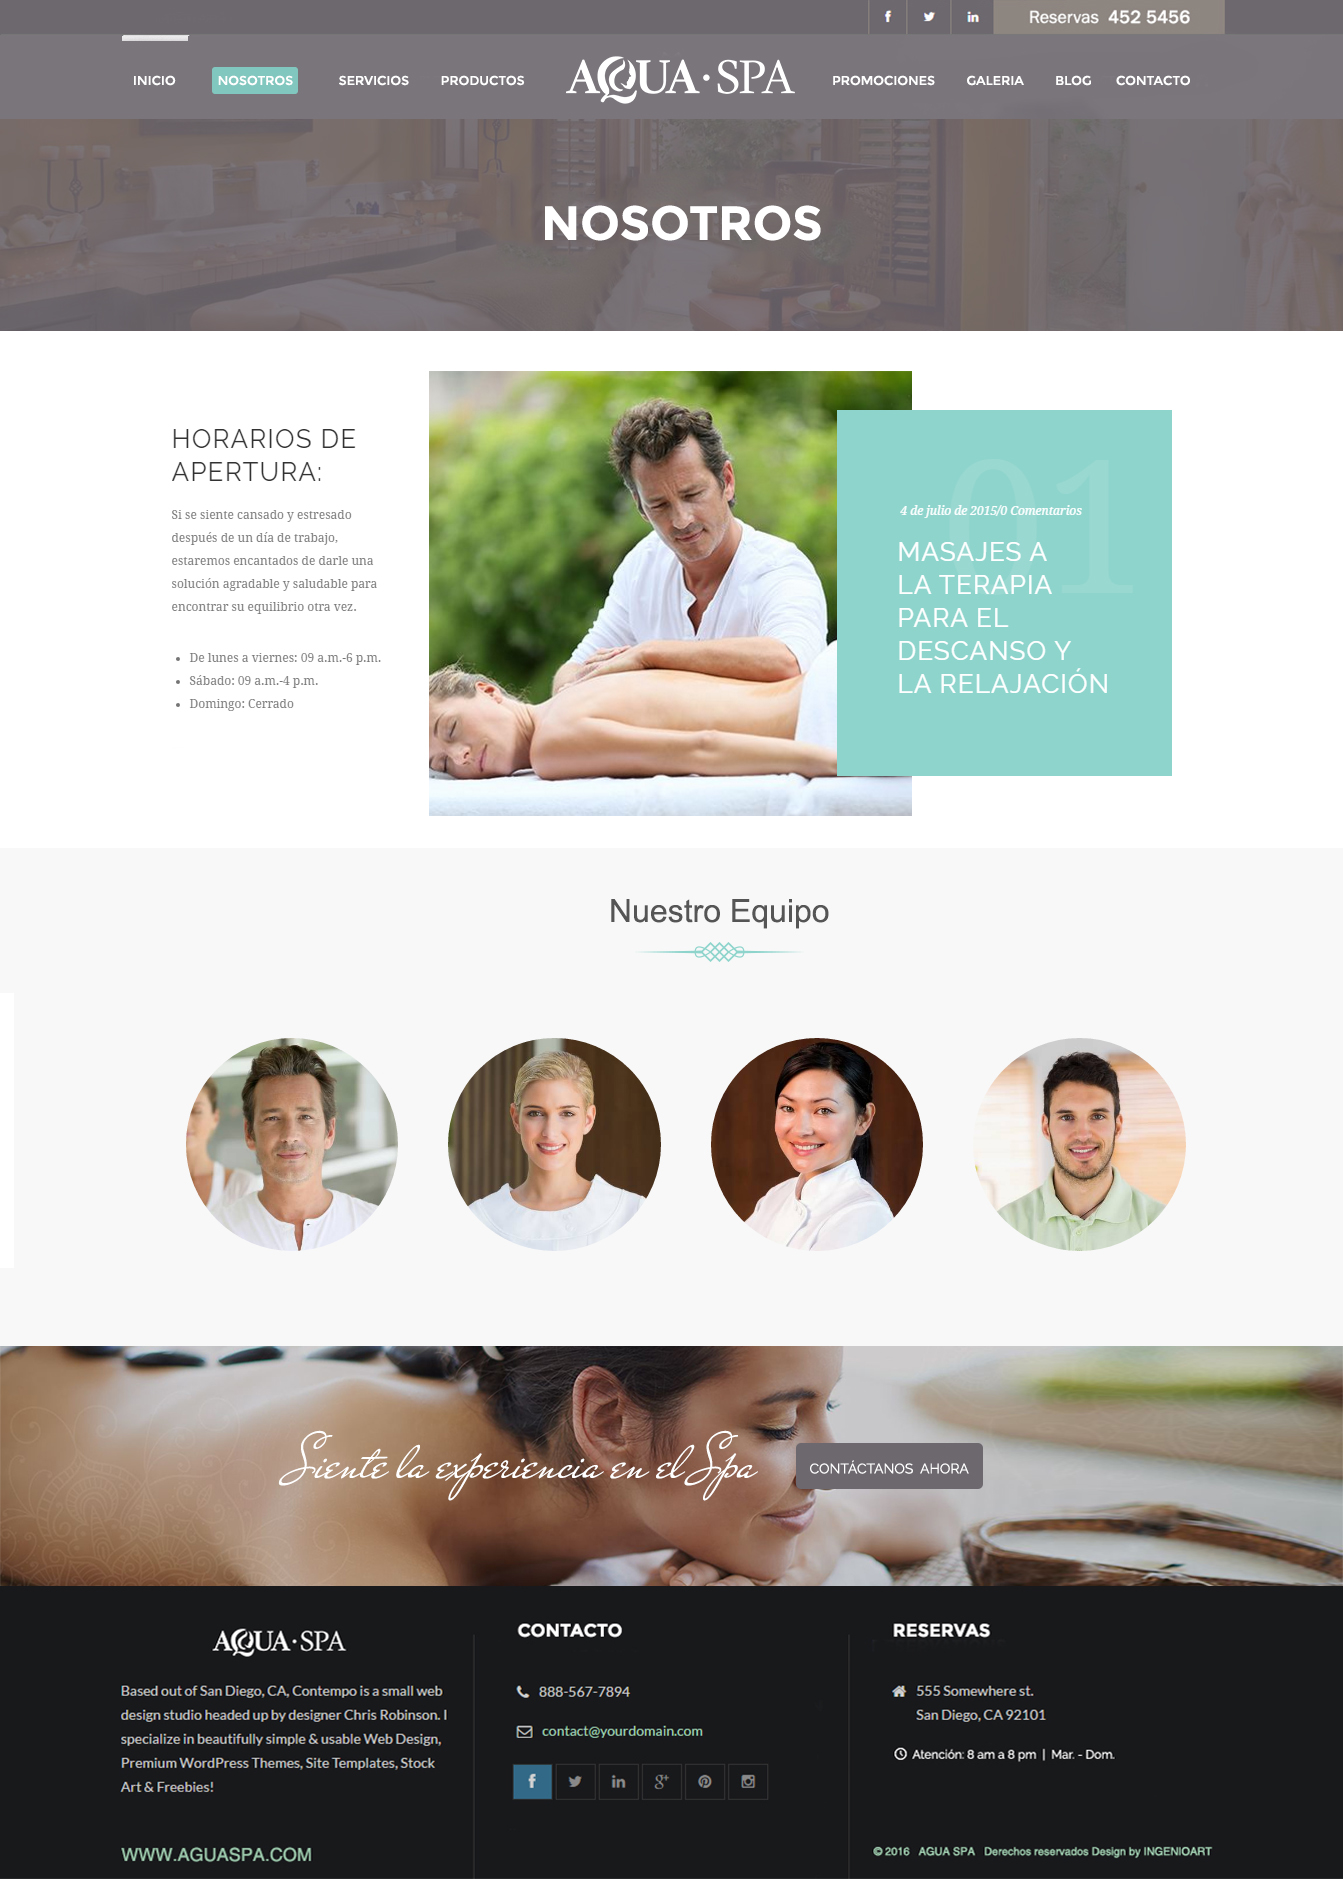 Reservas 452 5456
INICIO NOSOTROS SERVICIOS PRODUCTOS AQUA·SPA PROMOCIONES GALERIA BLOG CONTACTO
NOSOTROS
HORARIOS DE
APERTURA:
Si se siente cansado y estresado
después de un día de trabajo,
estaremos encantados de darle una
solución agradable y saludable para
encontrar su equilibrio otra vez.
• De lunes a viernes: 09 a.m.-6 p.m.
• Sábado: 09 a.m.-4 p.m.
• Domingo: Cerrado
01
4 de julio de 2015/0 Comentarios
MASAJES A
LA TERAPIA
PARA EL
DESCANSO Y
LA RELAJACIÓN
Nuestro Equipo
Siente la experiencia en el Spa
CONTÁCTANOS AHORA
AQUA·SPA
Based out of San Diego, CA, Contempo is a small web
design studio headed up by designer Chris Robinson. I
specialize in beautifully simple & usable Web Design,
Premium WordPress Themes, Site Templates, Stock
Art & Freebies!
WWW.AGUASPA.COM
CONTACTO
888-567-7894
contact@yourdomain.com
RESERVAS
555 Somewhere st.
San Diego, CA 92101
Atención: 8 am a 8 pm | Mar. - Dom.
© 2016 AGUA SPA Derechos reservados Design by INGENIOART